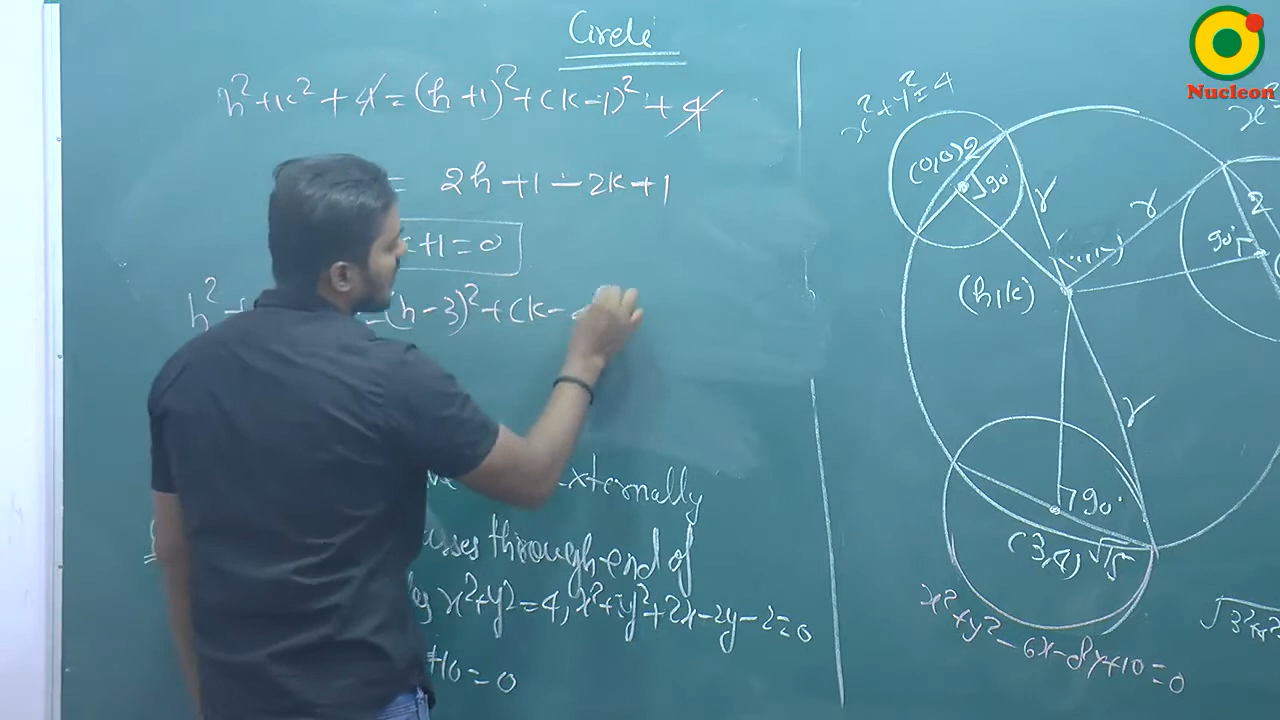 Circle
h²+k²+4=(h+1)²+(k-1)²+4
= 2h+1-2k+1
+1=0
h² (h-3)²+(k-
externally
through end of
x²+y²=4, x²+y²+2x-2y-2=0
+10=0
Nucleon
x²+y²=4
(0,0) 2
90°
r
r
2
90°
(h,k)
r
90°
(3,4) √15
x²+y²-6x-8y+10=0